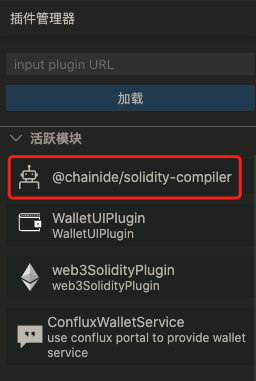 插件管理器
input plugin URL
加载
活跃模块
@chainide/solidity-compiler
WalletUIPlugin
WalletUIPlugin
web3SolidityPlugin
web3SolidityPlugin
ConfluxWalletService
use conflux portal to provide wallet
service